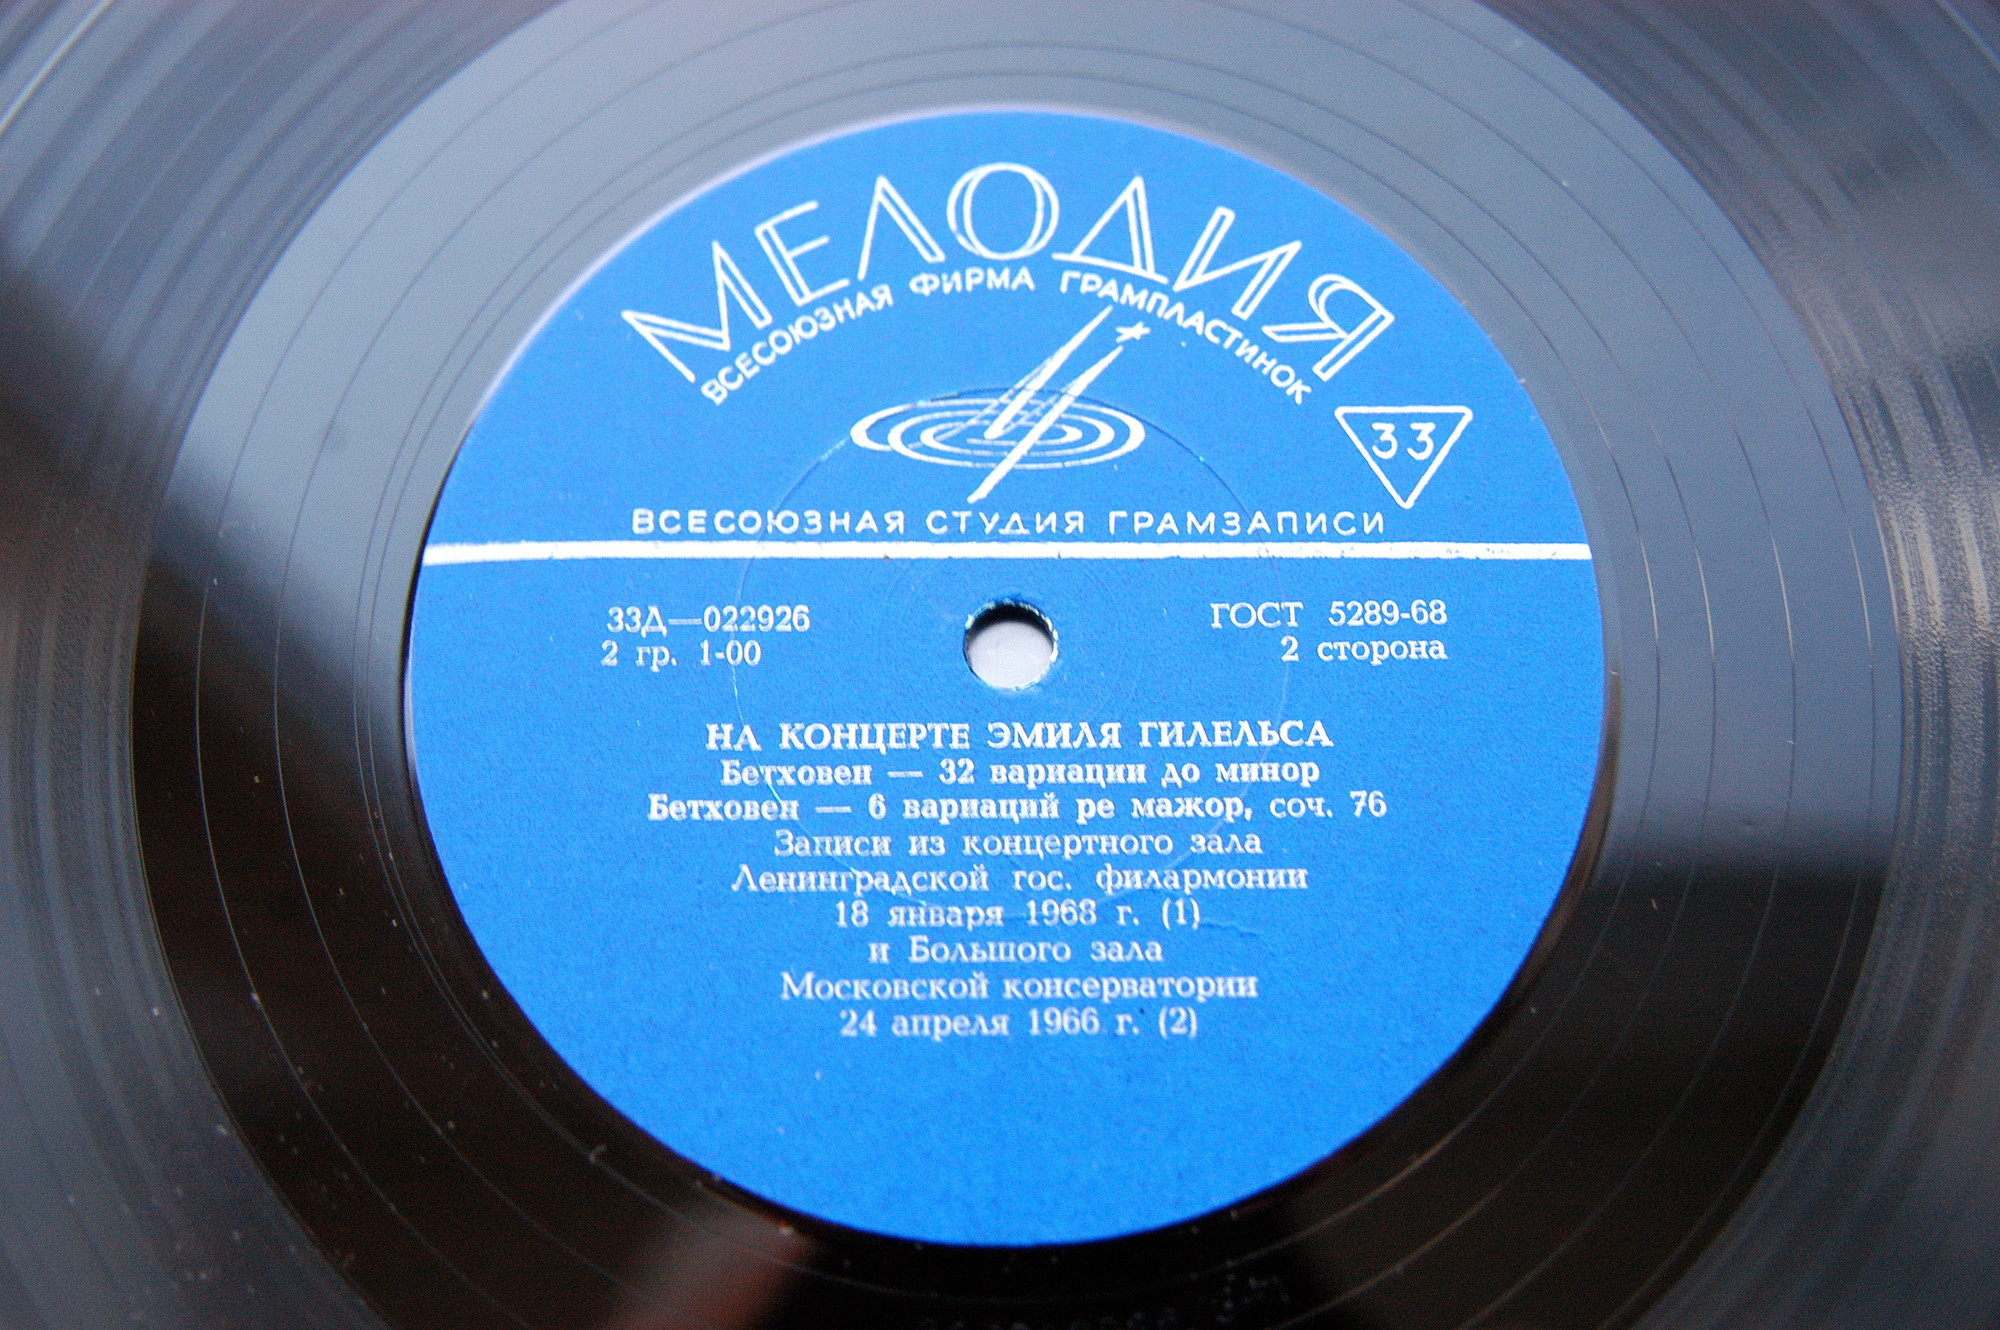 МЕЛОДИЯ
ВСЕСОЮЗНАЯ ФИРМА ГРАМПЛАСТИНОК
33
ВСЕСОЮЗНАЯ СТУДИЯ ГРАМЗАПИСИ
33Д—022926
ГОСТ 5289-68
2 гр. 1-00
2 сторона
НА КОНЦЕРТЕ ЭМИЛЯ ГИЛЕЛЬСА
Бетховен — 32 вариации до минор
Бетховен — 6 вариаций ре мажор, соч. 76
Записи из концертного зала
Ленинградской гос. филармонии
18 января 1968 г. (1)
и Большого зала
Московской консерватории
24 апреля 1966 г. (2)